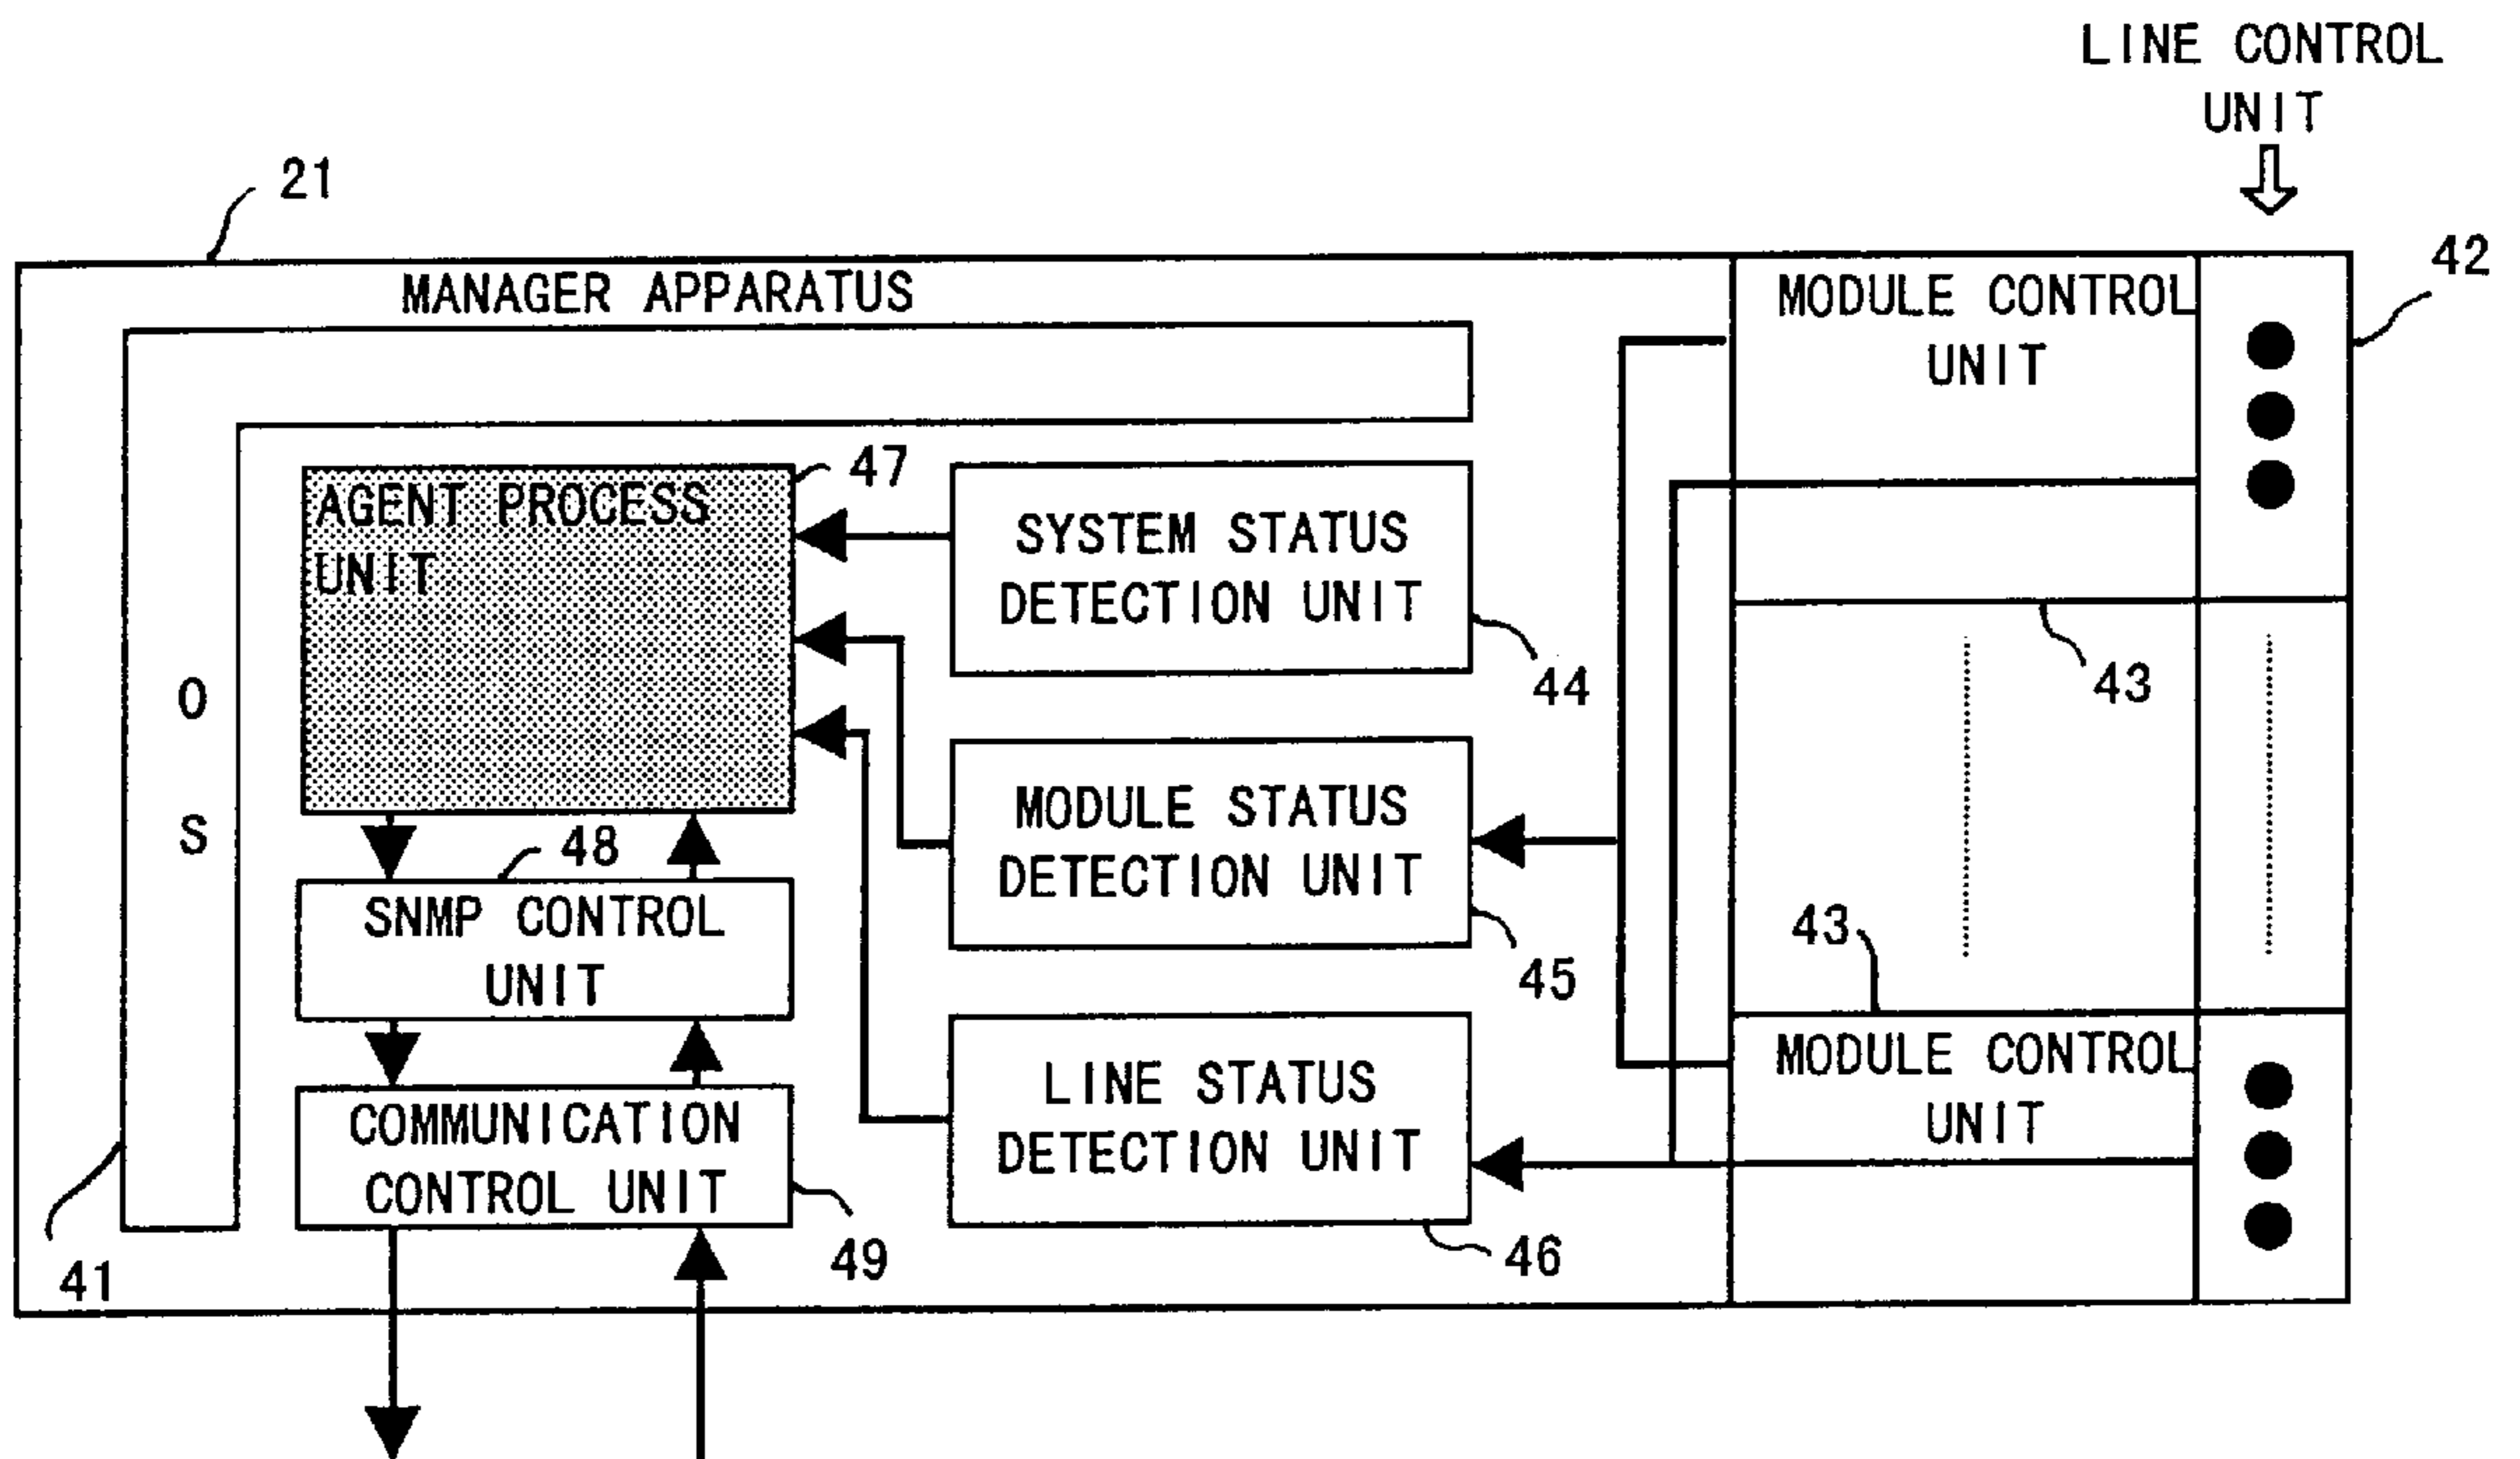 LINE CONTROL
UNIT
21
42
MANAGER APPARATUS
MODULE CONTROL
UNIT
47
AGENT PROCESS
UNIT
SYSTEM STATUS
DETECTION UNIT
44
43
O
S
MODULE STATUS
DETECTION UNIT
45
48
SNMP CONTROL
UNIT
43
MODULE CONTROL
UNIT
LINE STATUS
DETECTION UNIT
46
COMMUNICATION
CONTROL UNIT
49
41